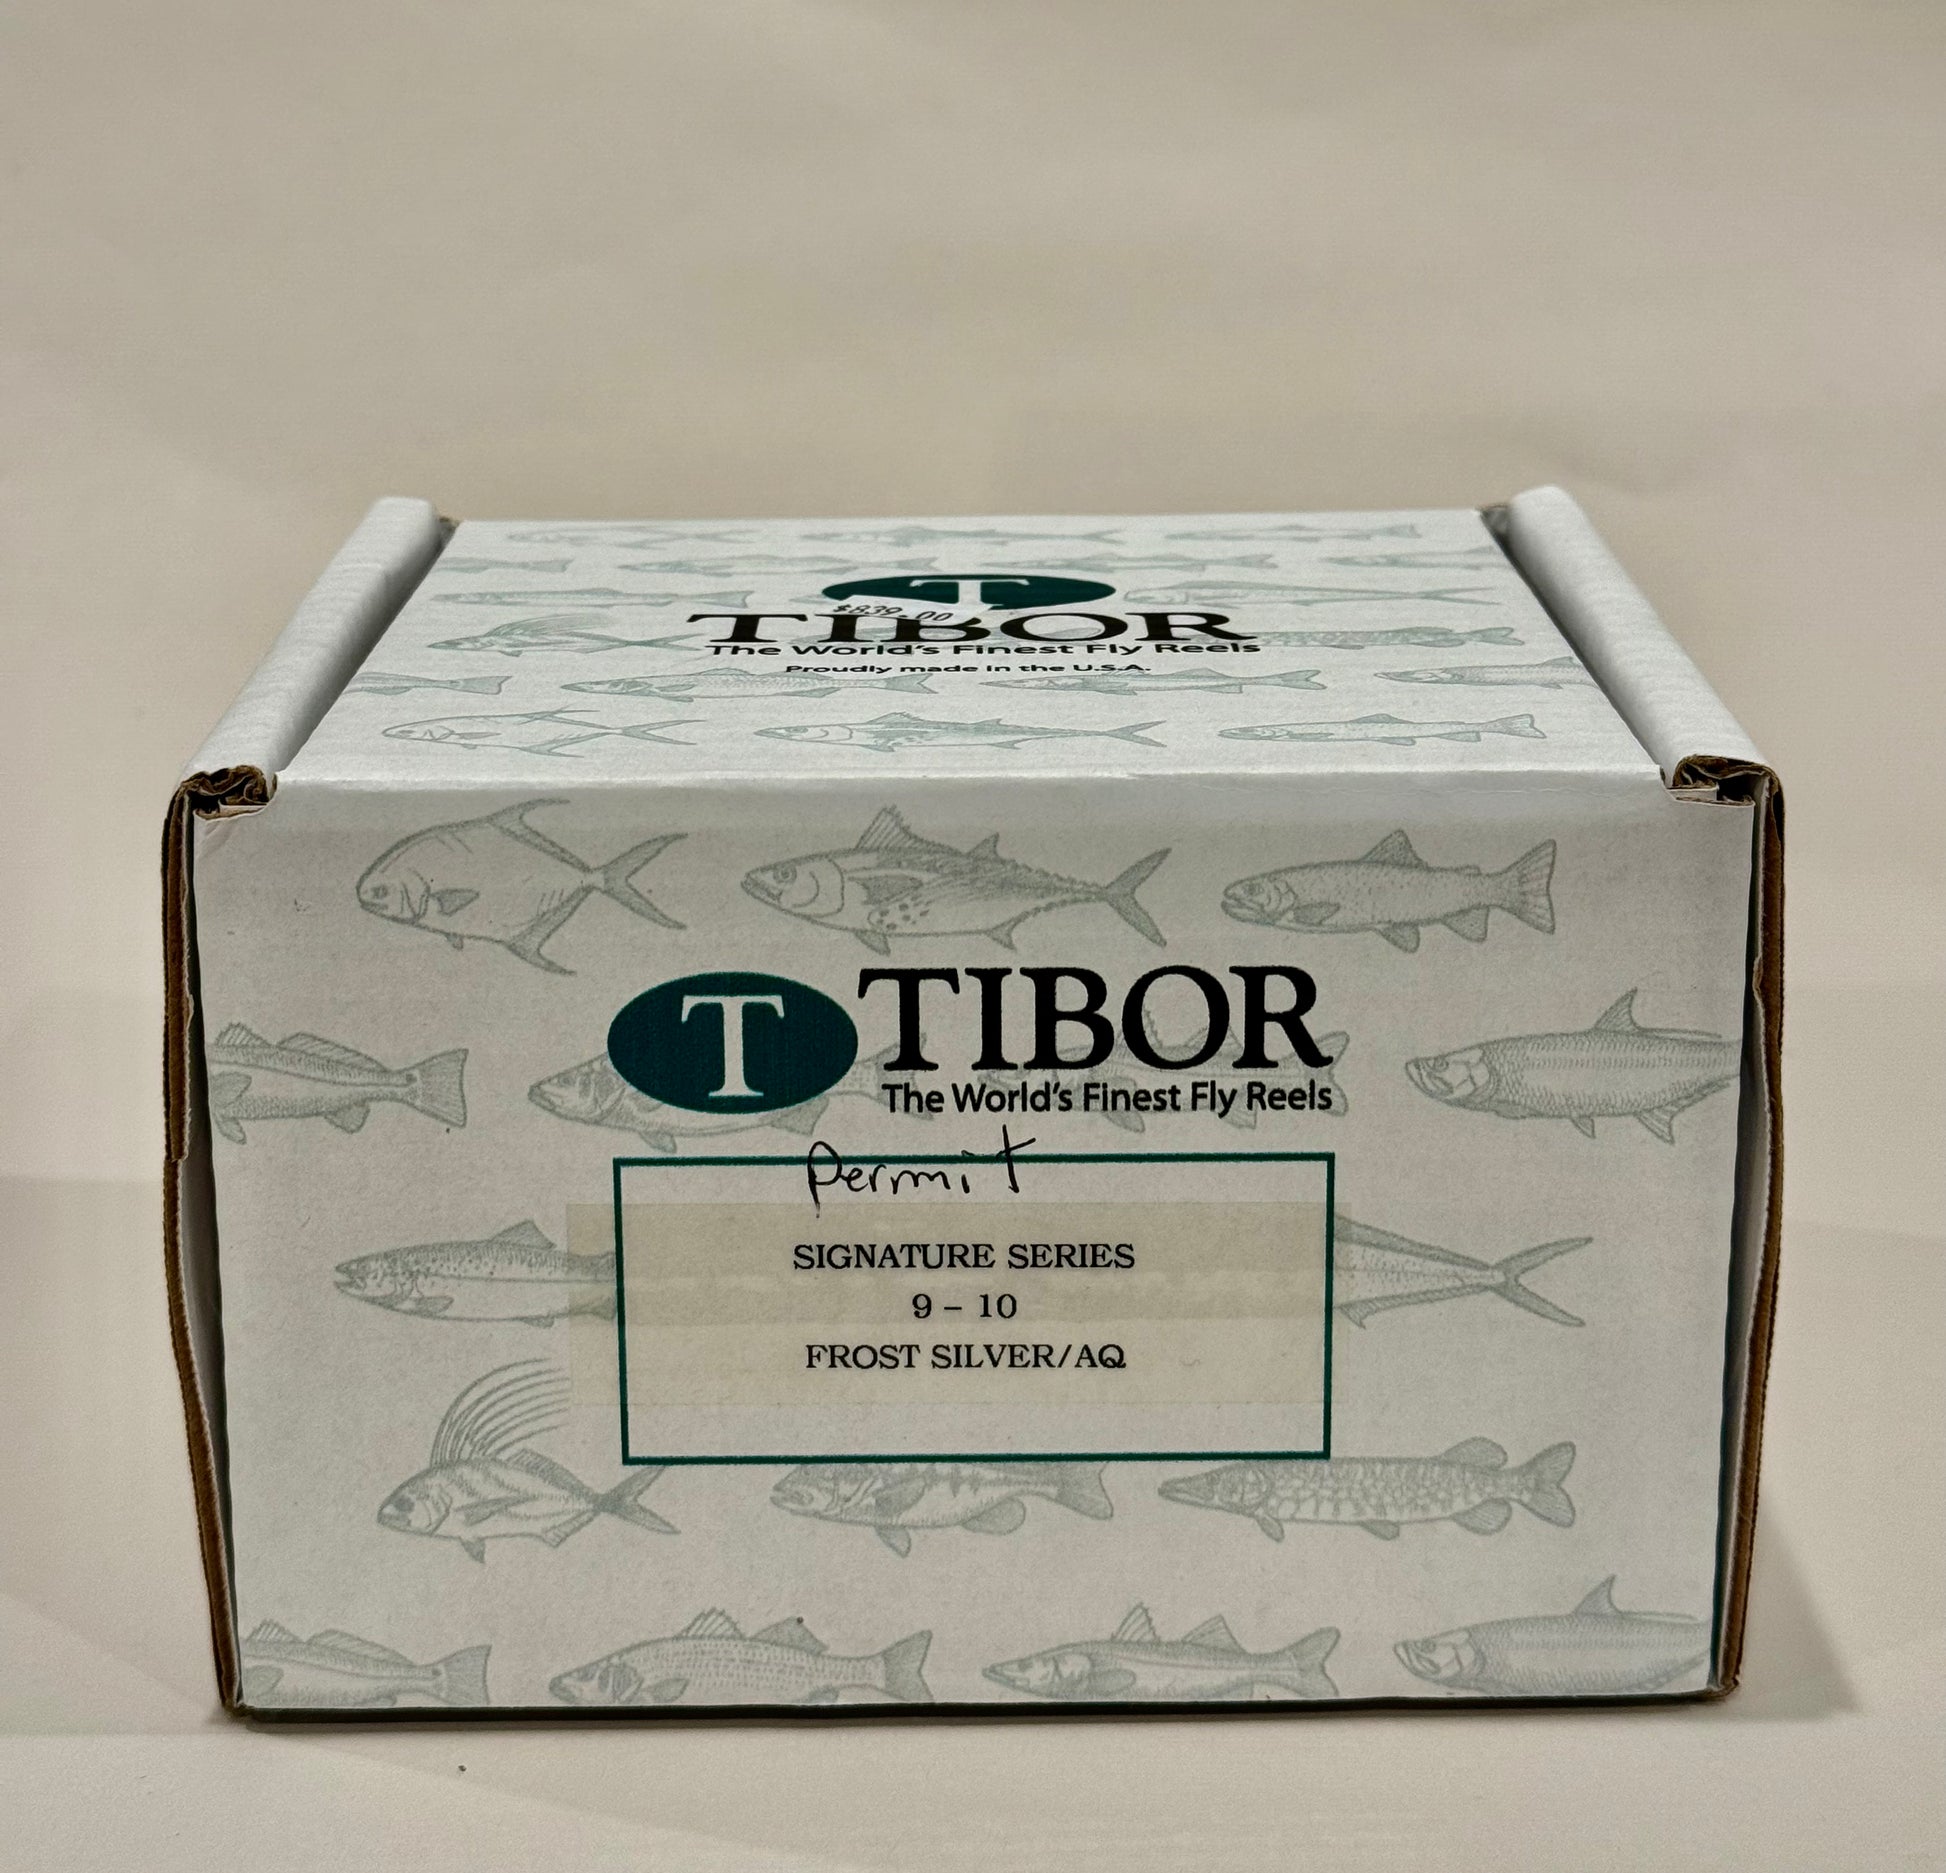 T
$839.00
TIBOR
The World's Finest Fly Reels
Proudly made in the U.S.A.
T TIBOR
The World's Finest Fly Reels
Permit
SIGNATURE SERIES
9 – 10
FROST SILVER/AQ